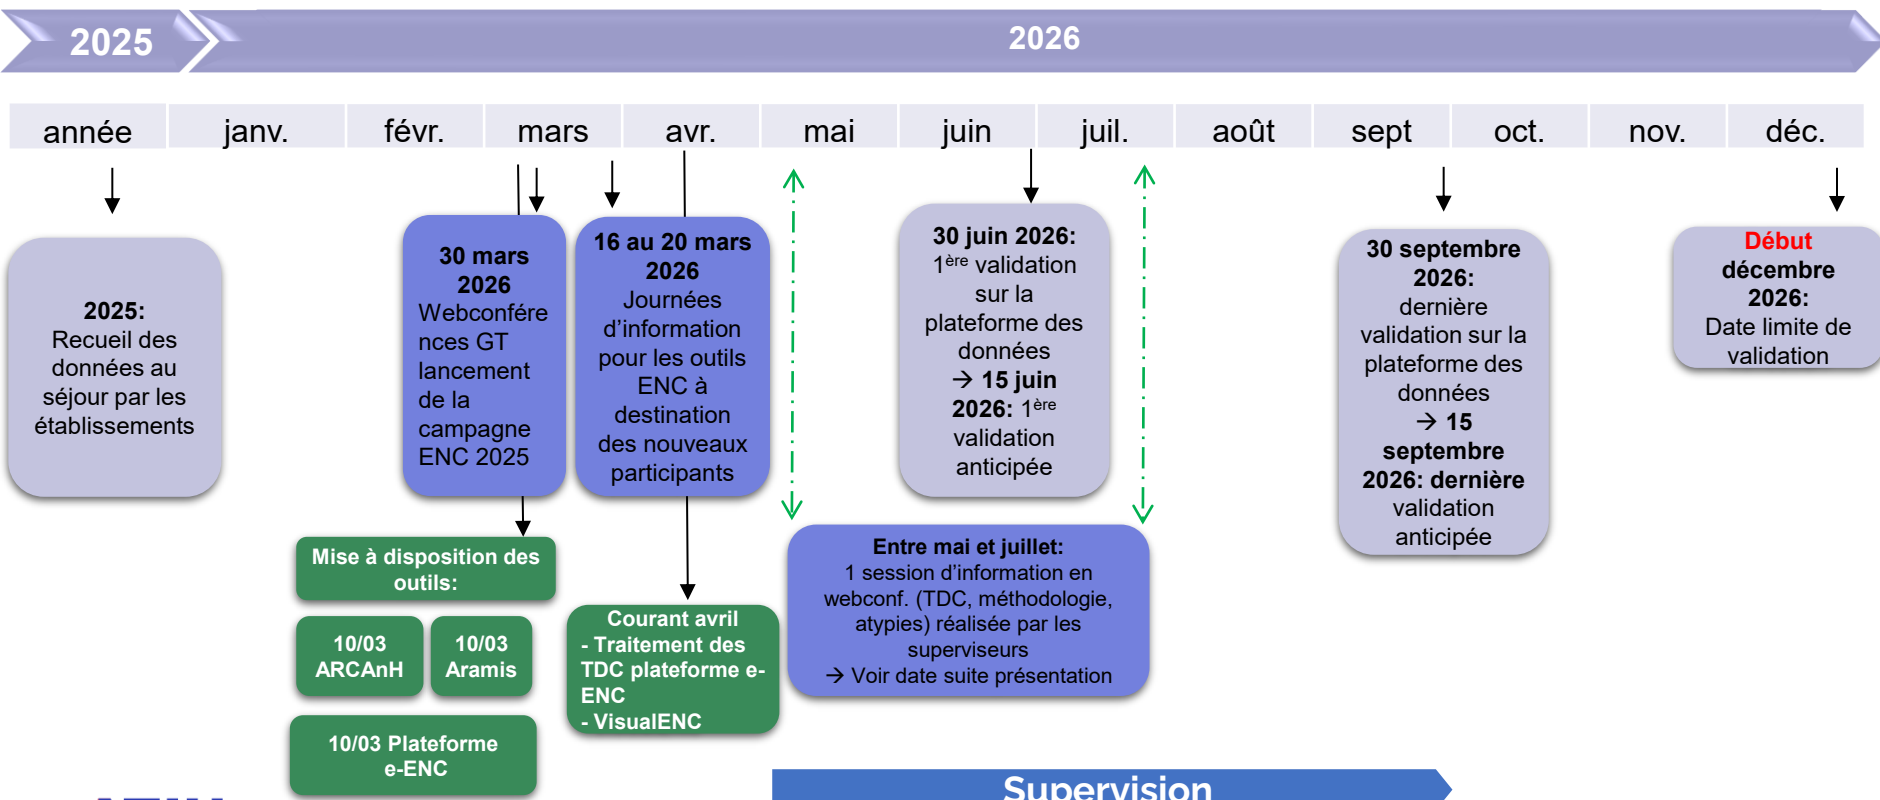 2025
2026
année
janv.
févr.
mars
avr.
mai
juin
juil.
août
sept
oct.
nov.
déc.
2025:
Recueil des
données au
séjour par les
établissements
30 mars
2026
Webconfére
nces GT
lancement
de la
campagne
ENC 2025
16 au 20 mars
2026
Journées
d’information
pour les outils
ENC à
destination
des nouveaux
participants
30 juin 2026:
1ère validation
sur la
plateforme des
données
→ 15 juin
2026: 1ère
validation
anticipée
30 septembre
2026:
dernière
validation sur la
plateforme des
données
→ 15
septembre
2026: dernière
validation
anticipée
Début
décembre
2026:
Date limite de
validation
Mise à disposition des
outils:
10/03
ARCAnH
10/03
Aramis
10/03 Plateforme
e-ENC
Courant avril
- Traitement des
TDC plateforme e-
ENC
- VisualENC
Entre mai et juillet:
1 session d’information en
webconf. (TDC, méthodologie,
atypies) réalisée par les
superviseurs
→ Voir date suite présentation
Supervision